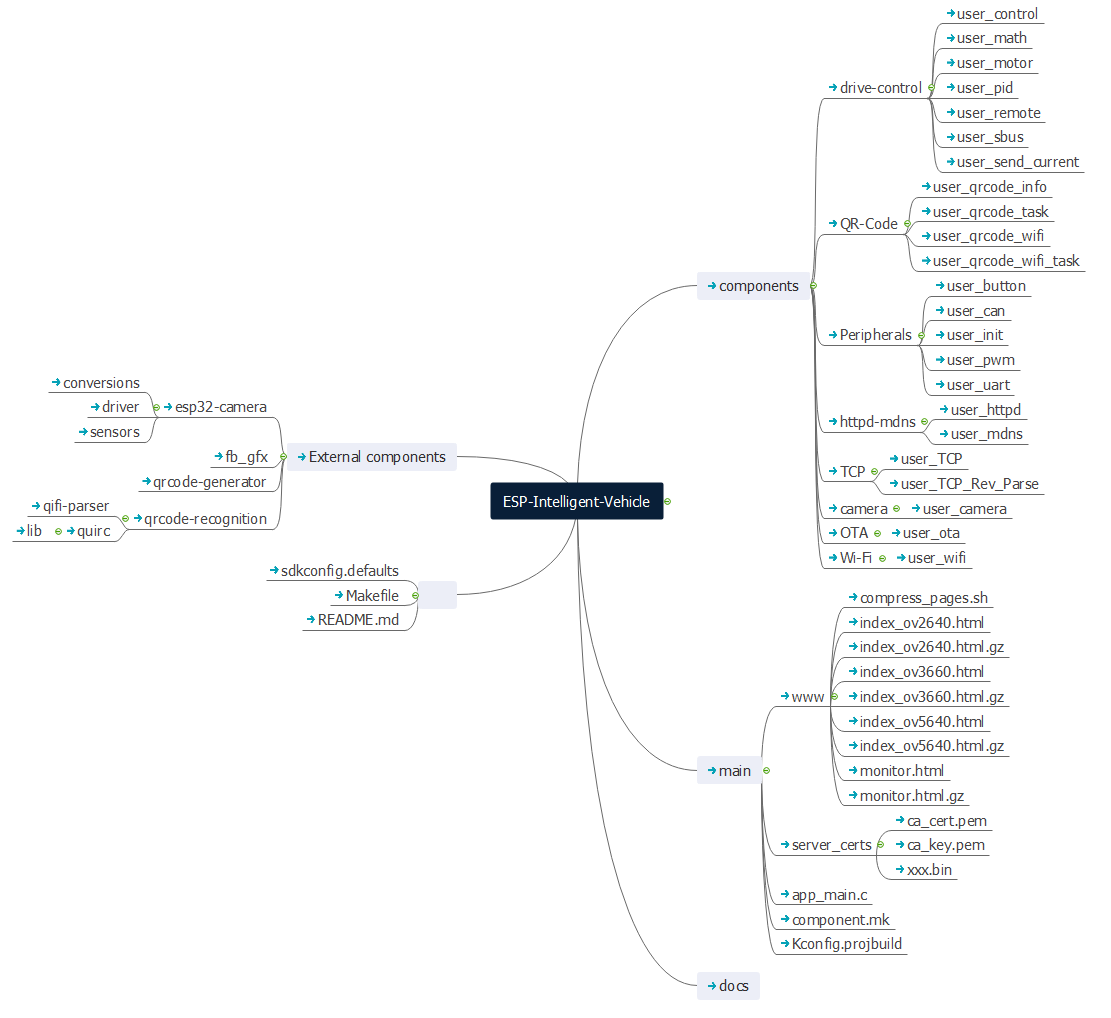 ESP-Intelligent-Vehicle
components
drive-control
user_control
user_math
user_motor
user_pid
user_remote
user_sbus
user_send_current
QR-Code
user_qrcode_info
user_qrcode_task
user_qrcode_wifi
user_qrcode_wifi_task
Peripherals
user_button
user_can
user_init
user_pwm
user_uart
httpd-mdns
user_httpd
user_mdns
TCP
user_TCP
user_TCP_Rev_Parse
camera
user_camera
OTA
user_ota
Wi-Fi
user_wifi
main
www
compress_pages.sh
index_ov2640.html
index_ov2640.html.gz
index_ov3660.html
index_ov3660.html.gz
index_ov5640.html
index_ov5640.html.gz
monitor.html
monitor.html.gz
server_certs
ca_cert.pem
ca_key.pem
xxx.bin
app_main.c
component.mk
Kconfig.projbuild
docs
External components
esp32-camera
conversions
driver
sensors
fb_gfx
qrcode-generator
qrcode-recognition
qifi-parser
quirc
lib
sdkconfig.defaults
Makefile
README.md